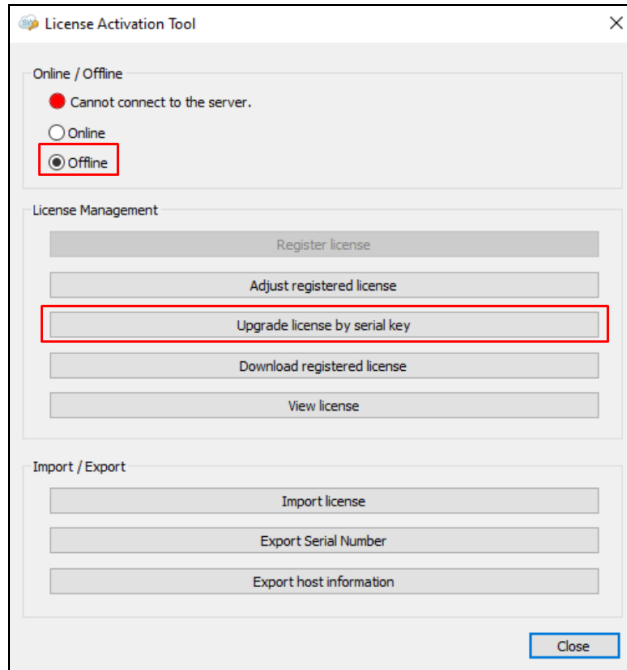 License Activation Tool
Online / Offline
Cannot connect to the server.
Online
Offline
License Management
Register license
Adjust registered license
Upgrade license by serial key
Download registered license
View license
Import / Export
Import license
Export Serial Number
Export host information
Close